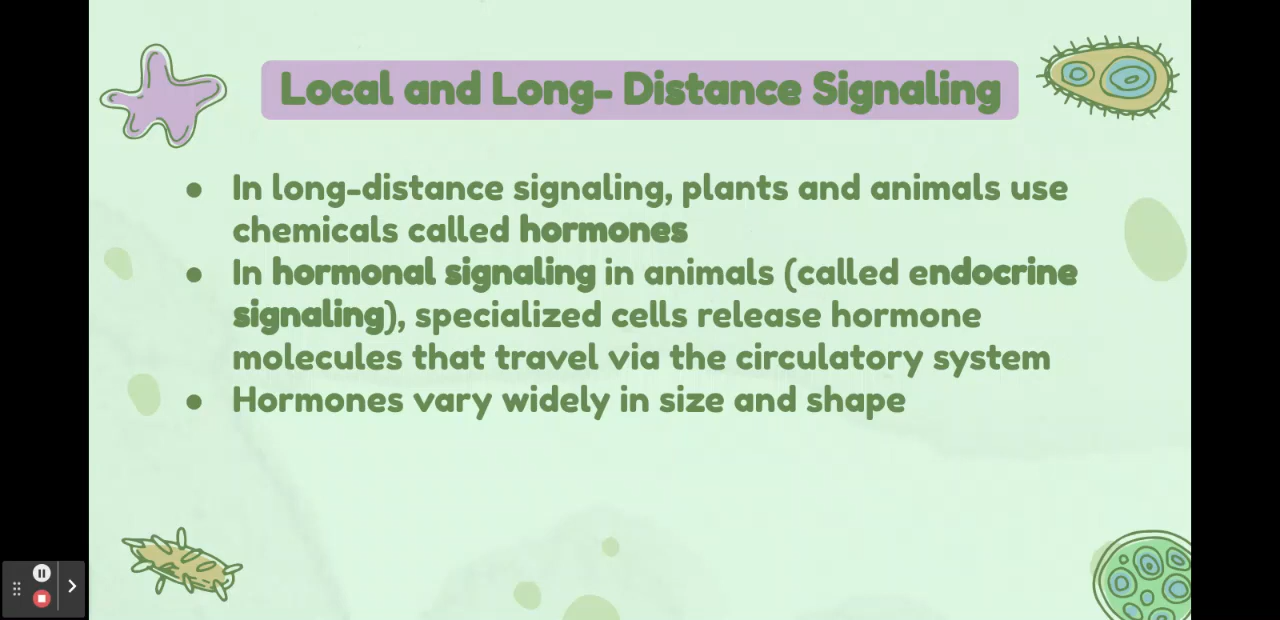 Local and Long- Distance Signaling
● In long-distance signaling, plants and animals use
chemicals called hormones
● In hormonal signaling in animals (called endocrine
signaling), specialized cells release hormone
molecules that travel via the circulatory system
● Hormones vary widely in size and shape